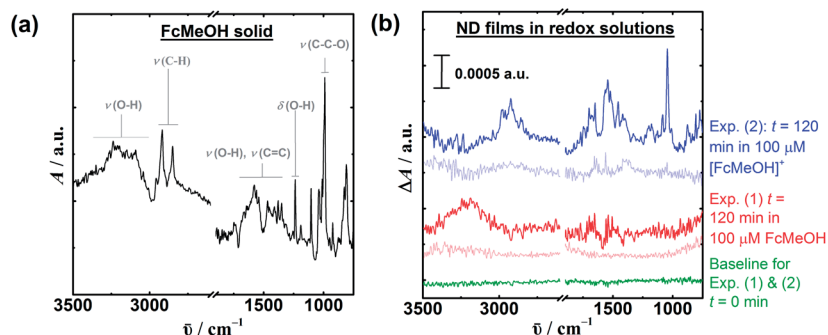 (a)
FcMeOH solid
ν(C-C-O)
ν(C-H)
ν(O-H)
δ(O-H)
ν(O-H), ν(C=C)
A / a.u.
3500
3000
1500
1000
ῡ / cm⁻¹
(b)
ND films in redox solutions
0.0005 a.u.
ΔA / a.u.
Exp. (2): t = 120
min in 100 μM
[FcMeOH]⁺
Exp. (1) t =
120 min in
100 μM FcMeOH
Baseline for
Exp. (1) & (2)
t = 0 min
3500
3000
1500
1000
ῡ / cm⁻¹